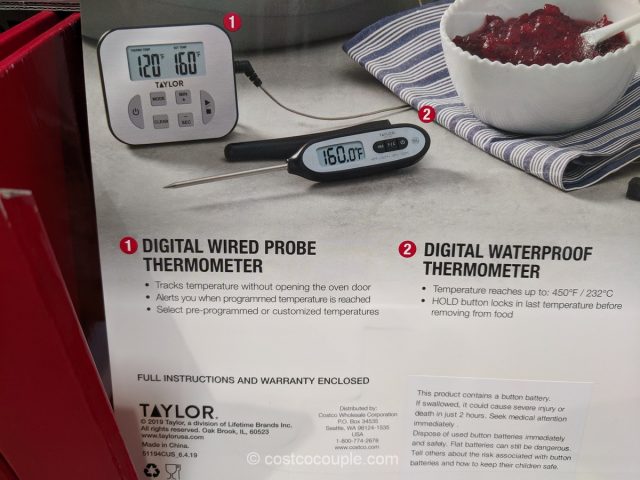 1
120°F 160°F
TAYLOR
MODE
CLEAR
SEC
2
TAYLOR
160.0°F
1 DIGITAL WIRED PROBE
THERMOMETER
• Tracks temperature without opening the oven door
• Alerts you when programmed temperature is reached
• Select pre-programmed or customized temperatures
2 DIGITAL WATERPROOF
THERMOMETER
• Temperature reaches up to: 450°F / 232°C
• HOLD button locks in last temperature before
removing from food
FULL INSTRUCTIONS AND WARRANTY ENCLOSED
TAYLOR®
© 2019 Taylor, a division of Lifetime Brands Inc.
All rights reserved. Oak Brook, IL, 60523
www.taylorusa.com
Made in China.
51194CUS_6.4.19
Distributed by:
Costco Wholesale Corporation
P.O. Box 34535
Seattle, WA 98124-1535
USA
1-800-774-2678
www.costco.com
This product contains a button battery.
If swallowed, it could cause severe injury or
death in just 2 hours. Seek medical attention
immediately .
Dispose of used button batteries immediately
and safely. Flat batteries can still be dangerous.
Tell others about the risk associated with button
batteries and how to keep their children safe.
© costcocouple.com